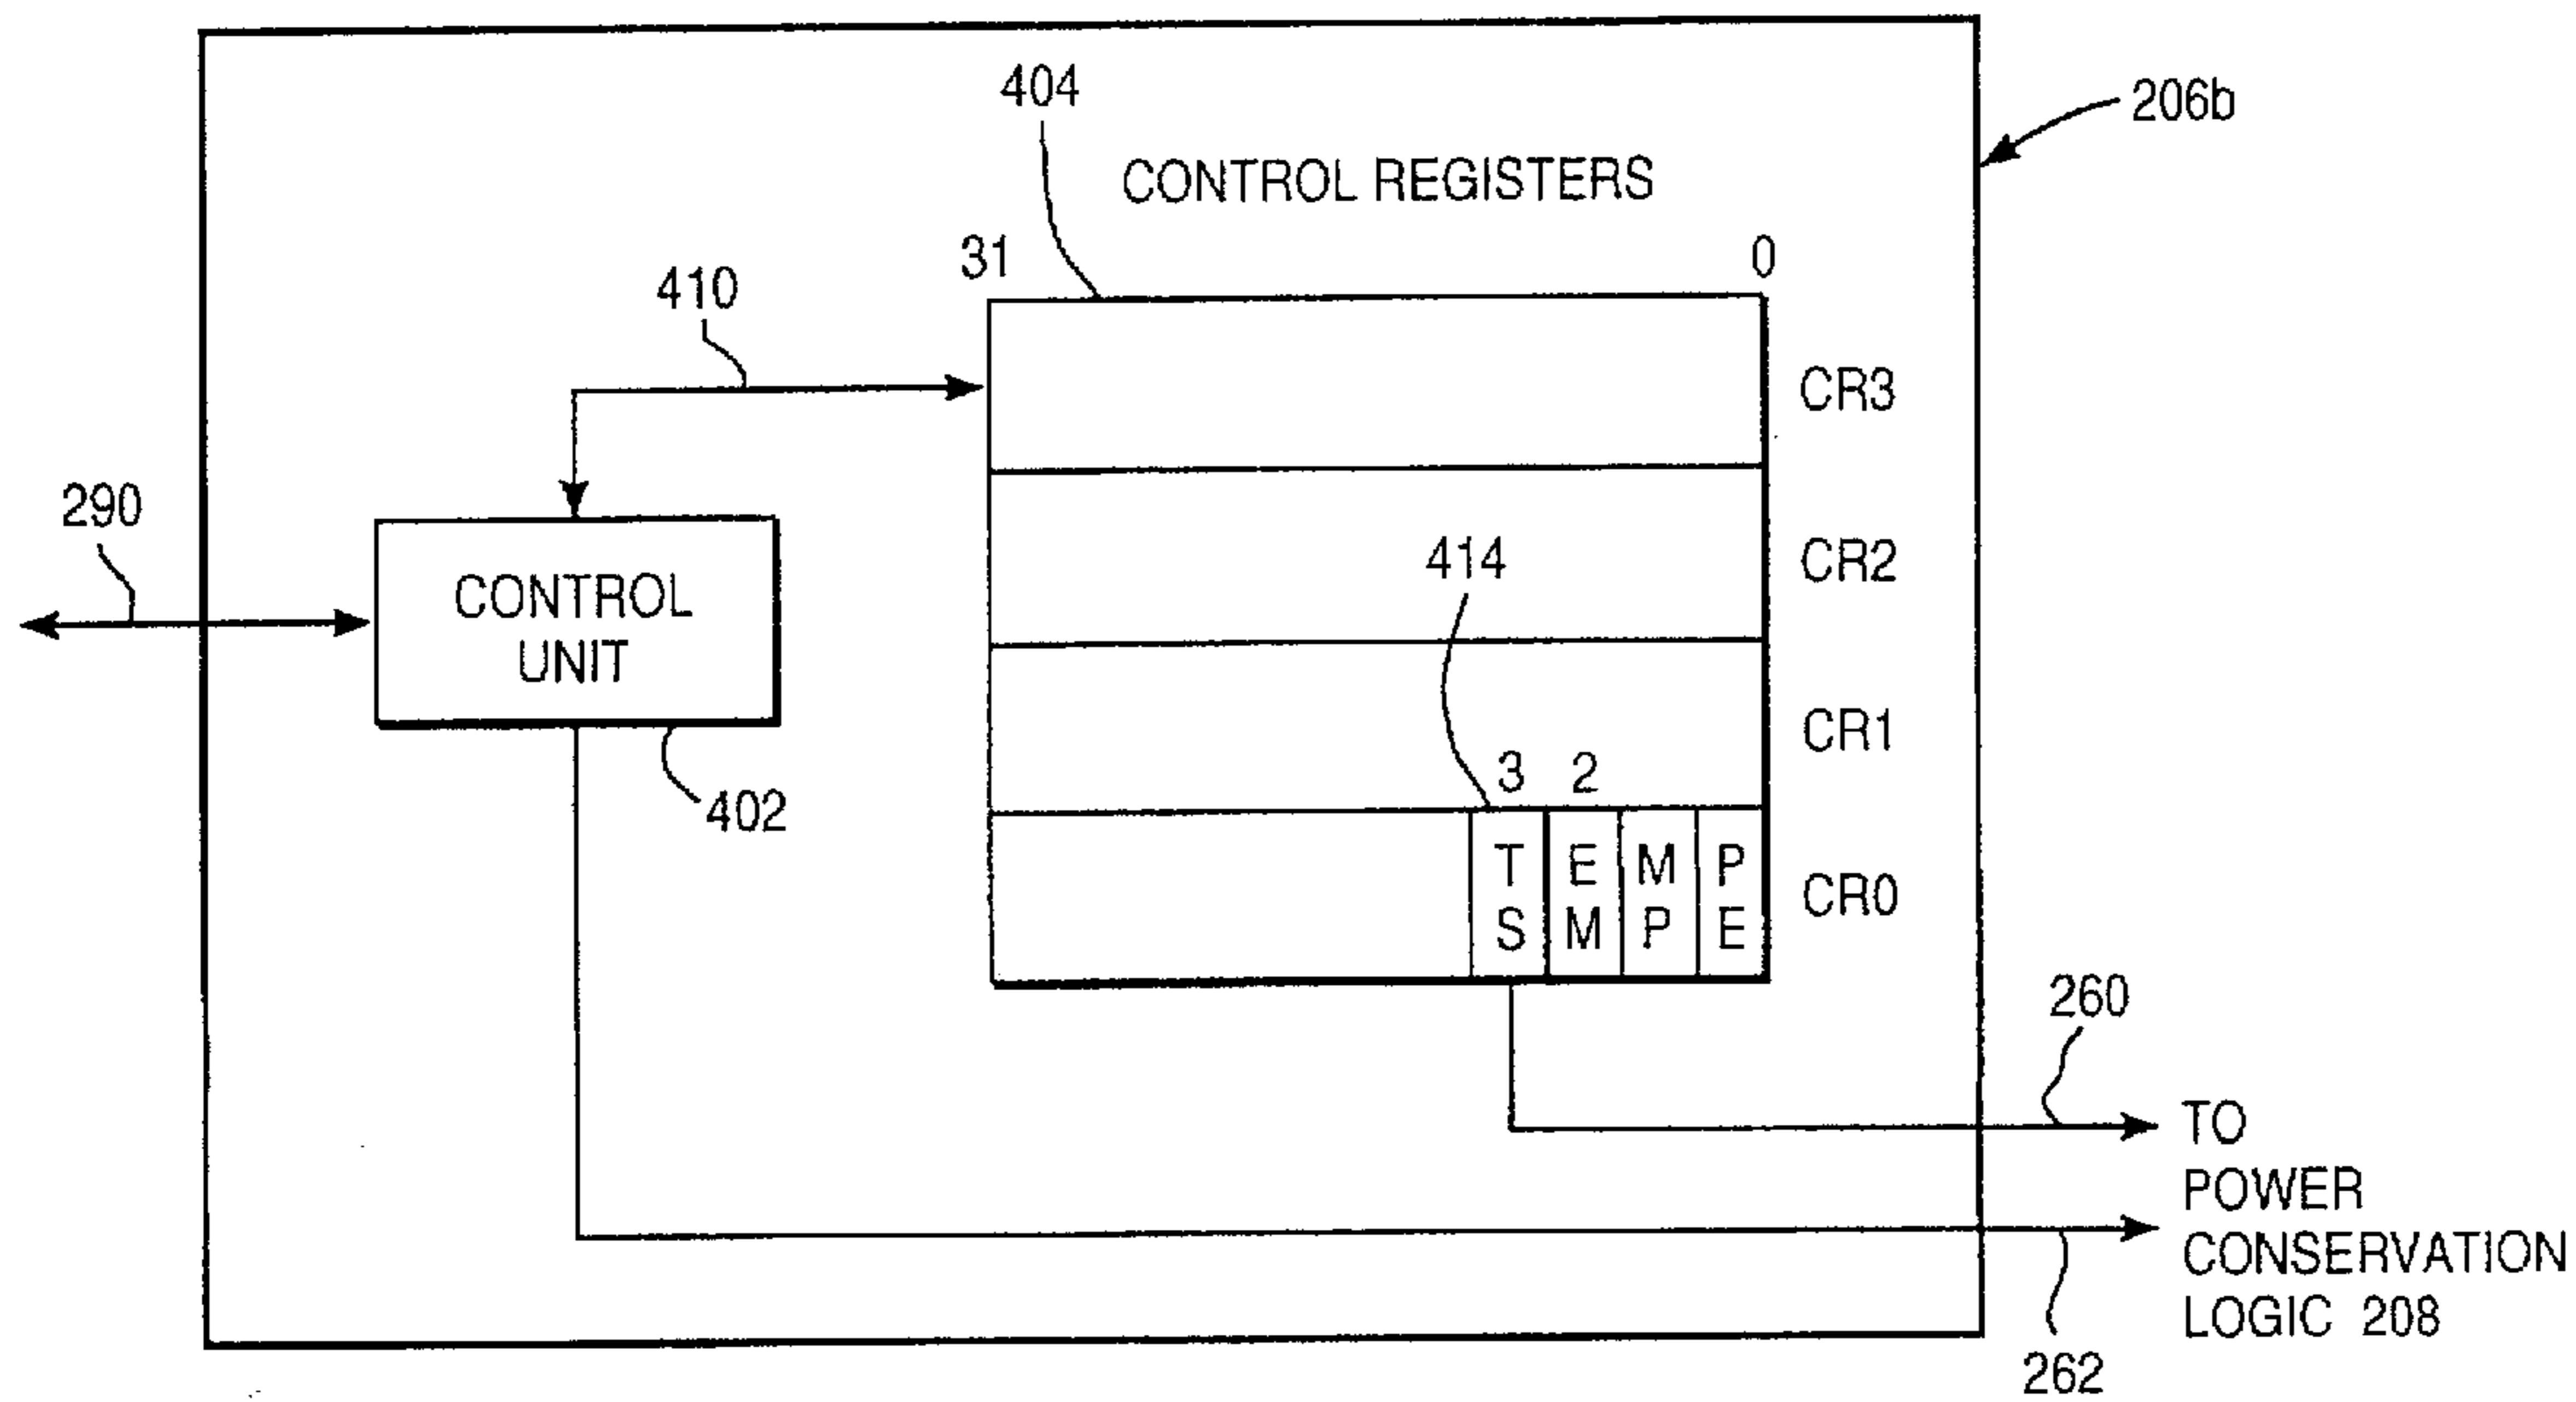 404
206b
CONTROL REGISTERS
31 0
410
CR3
290
414
CR2
CONTROL
UNIT
CR1
3 2
402
T E M P
S M P E
CR0
260
TO
POWER
CONSERVATION
LOGIC 208
262